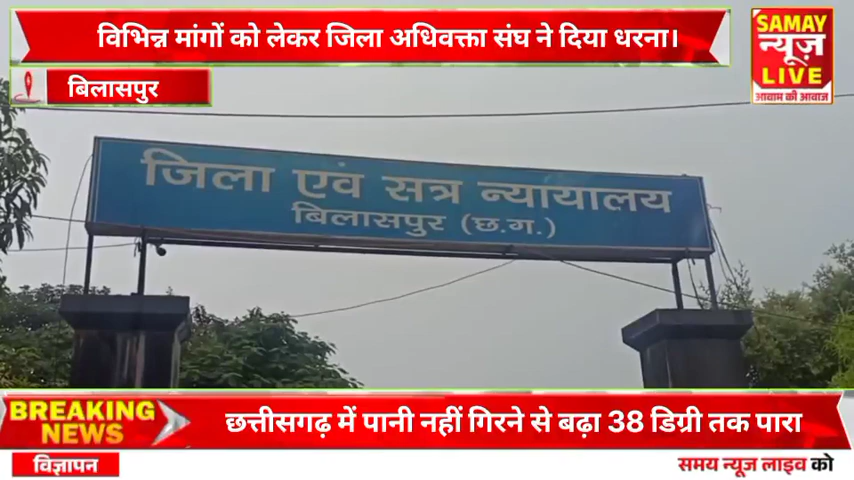 विभिन्न मांगों को लेकर जिला अधिवक्ता संघ ने दिया धरना।
SAMAY
न्यूज़
LIVE
आवाम की आवाज
बिलासपुर
जिला एवं सत्र न्यायालय
बिलासपुर (छ.ग.)
BREAKING
NEWS
छत्तीसगढ़ में पानी नहीं गिरने से बढ़ा 38 डिग्री तक पारा
विज्ञापन
समय न्यूज लाइव को